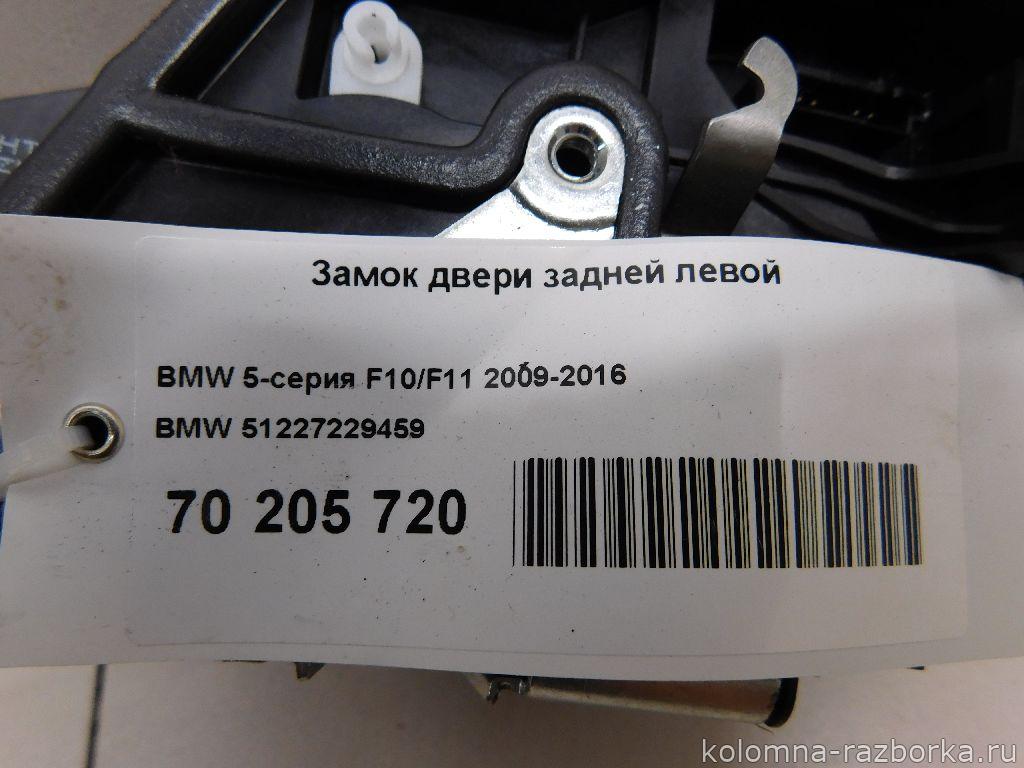 Замок двери задней левой
BMW 5-серия F10/F11 2009-2016
BMW 51227229459
70 205 720
kolomna-razborka.ru